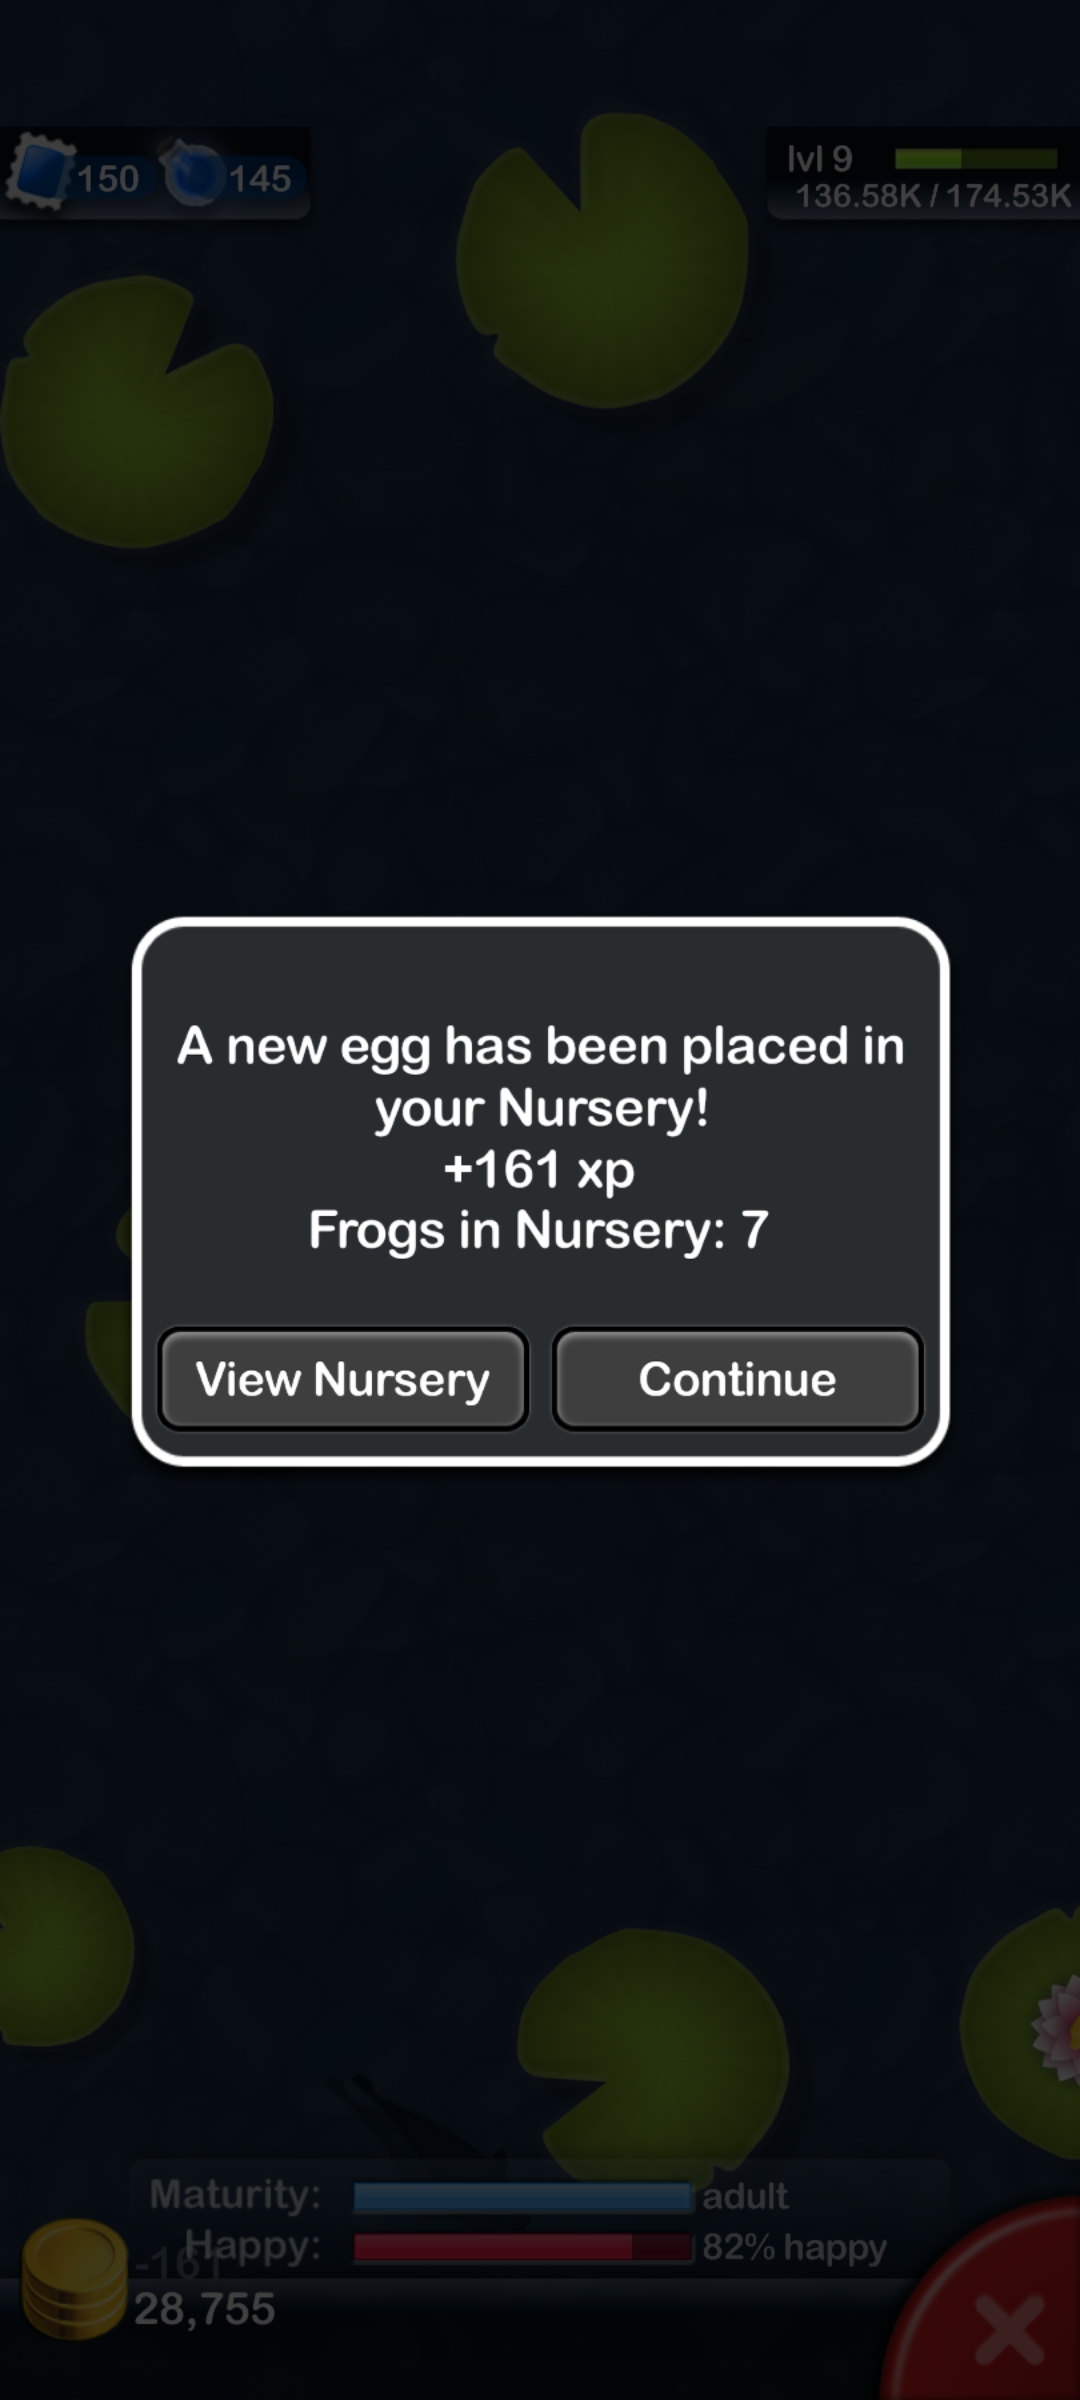 150 145
lvl 9
136.58K / 174.53K
A new egg has been placed in
your Nursery!
+161 xp
Frogs in Nursery: 7
View Nursery Continue
Maturity: adult
Happy: 82% happy
-161
28,755